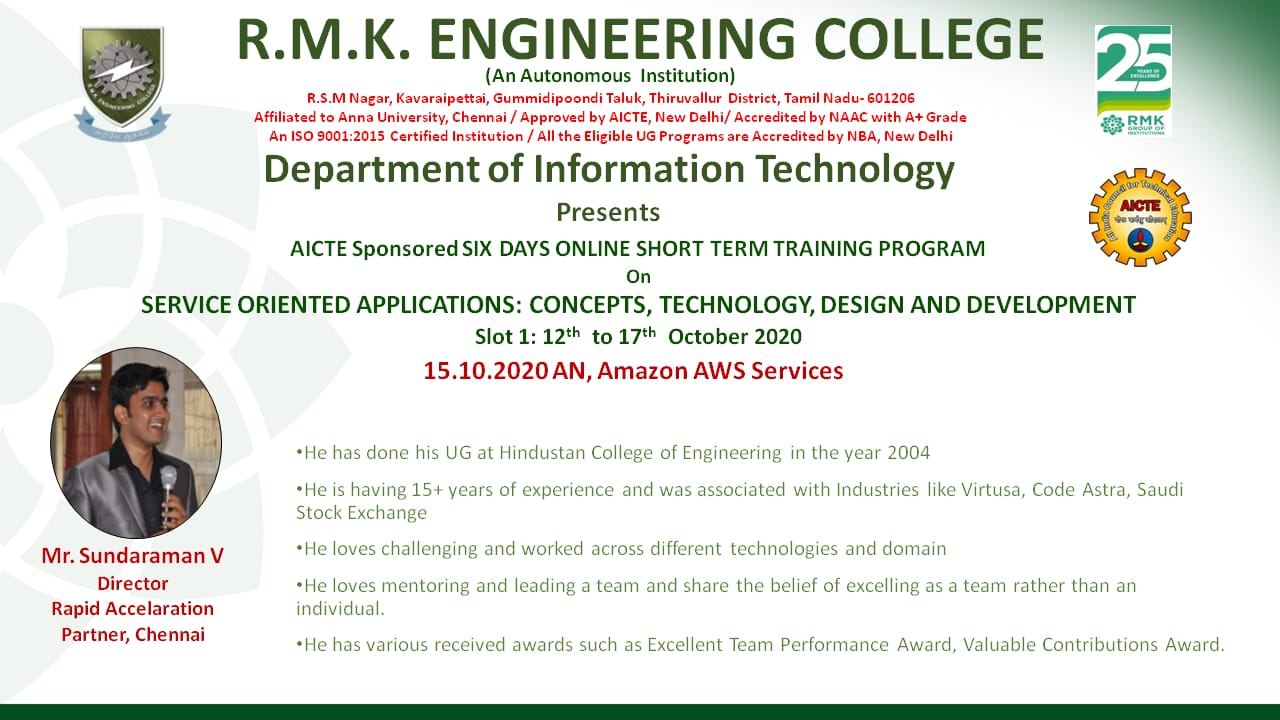 R.M.K. ENGINEERING COLLEGE
(An Autonomous Institution)
R.S.M Nagar, Kavaraipettai, Gummidipoondi Taluk, Thiruvallur District, Tamil Nadu- 601206
Affiliated to Anna University, Chennai / Approved by AICTE, New Delhi/ Accredited by NAAC with A+ Grade
An ISO 9001:2015 Certified Institution / All the Eligible UG Programs are Accredited by NBA, New Delhi
R.M.K. ENGINEERING COLLEGE
25
YEARS OF
EXCELLENCE
RMK
GROUP OF
INSTITUTIONS
Department of Information Technology
Presents
All India Council for Technical Education
AICTE
AICTE Sponsored SIX DAYS ONLINE SHORT TERM TRAINING PROGRAM
On
SERVICE ORIENTED APPLICATIONS: CONCEPTS, TECHNOLOGY, DESIGN AND DEVELOPMENT
Slot 1: 12th to 17th October 2020
15.10.2020 AN, Amazon AWS Services
•He has done his UG at Hindustan College of Engineering in the year 2004
•He is having 15+ years of experience and was associated with Industries like Virtusa, Code Astra, Saudi
Stock Exchange
•He loves challenging and worked across different technologies and domain
•He loves mentoring and leading a team and share the belief of excelling as a team rather than an
individual.
•He has various received awards such as Excellent Team Performance Award, Valuable Contributions Award.
Mr. Sundaraman V
Director
Rapid Accelaration
Partner, Chennai